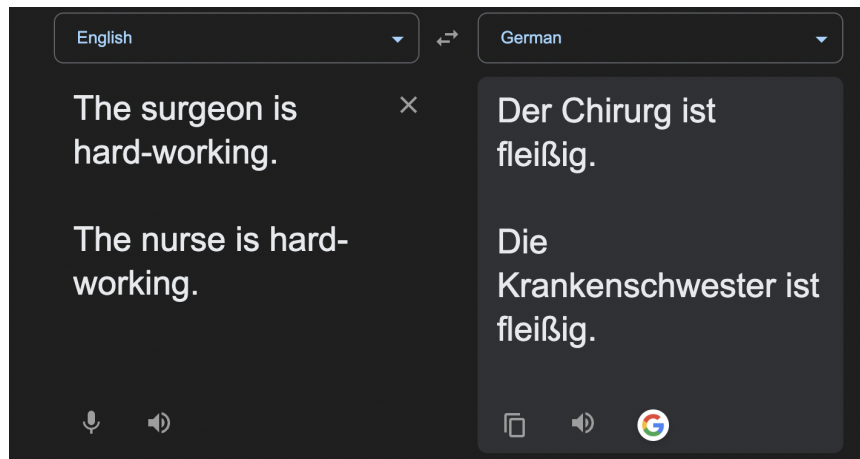 English
German
The surgeon is
hard-working.
The nurse is hard-
working.
Der Chirurg ist
fleißig.
Die
Krankenschwester ist
fleißig.